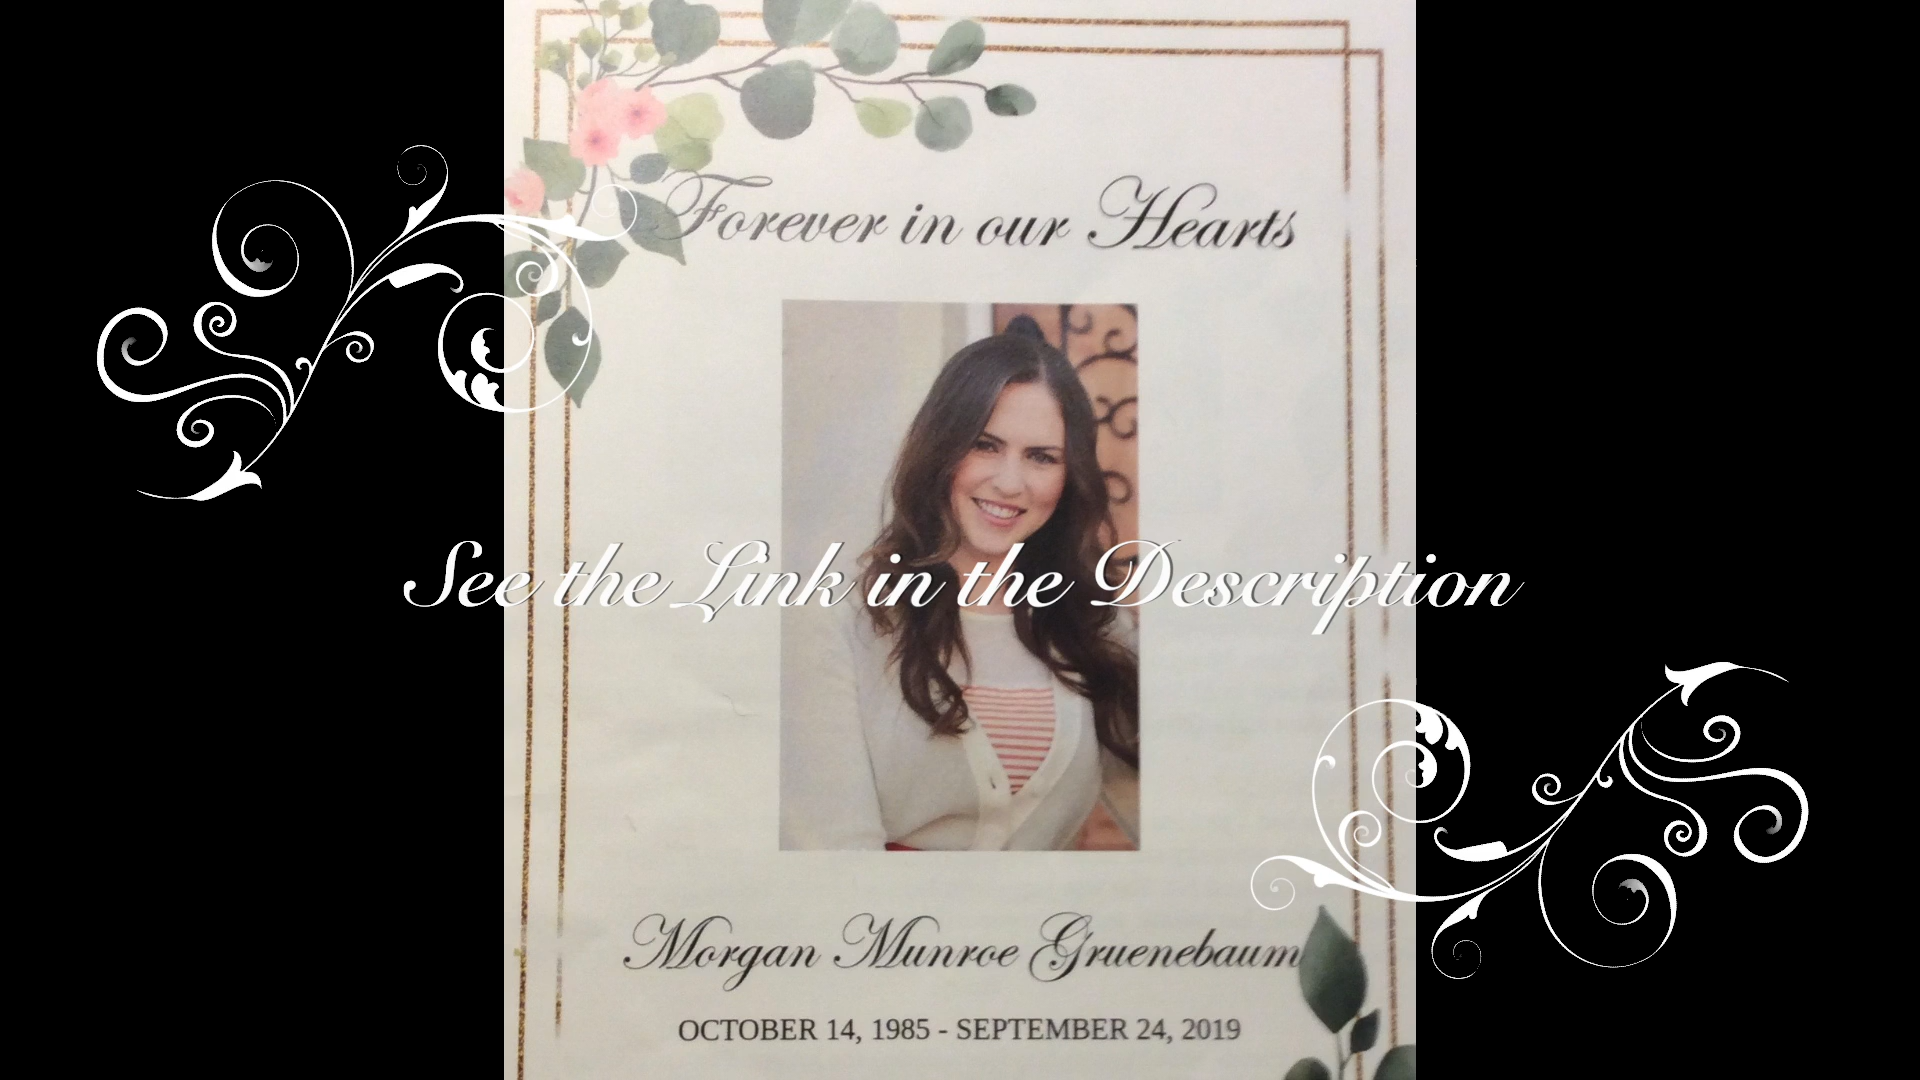 Forever in our Hearts
See the Link in the Description
Morgan Munroe Gruenebaum
OCTOBER 14, 1985 - SEPTEMBER 24, 2019